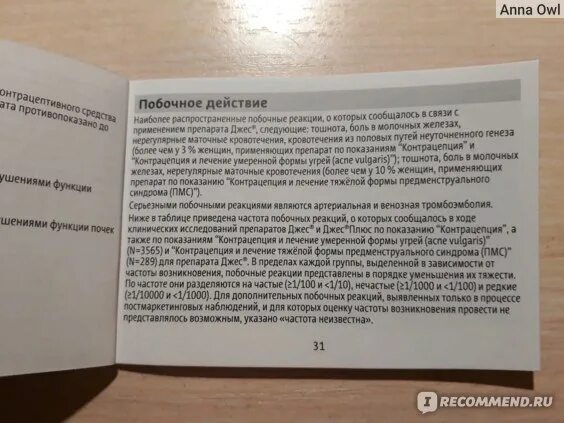 Anna Owl
онтрацептивного средства
ата противопоказано до
ушениями функции
ушениями функции почек
Побочное действие
Наиболее распространенные побочные реакции, о которых сообщалось в связи с
применением препарата Джес®, следующие: тошнота, боль в молочных железах,
нерегулярные маточные кровотечения, кровотечения из половых путей неуточненного генеза
(более чем у 3 % женщин, применяющих препарат по показаниям "Контрацепция" и
"Контрацепция и лечение умеренной формы угрей (acne vulgaris)"); тошнота, боль в молочных
железах, нерегулярные маточные кровотечения (более чем у 10 % женщин, применяющих
препарат по показанию "Контрацепция и лечение тяжёлой формы предменструального
синдрома (ПМС)").
Серьезными побочными реакциями являются артериальная и венозная тромбоэмболия.
Ниже в таблице приведена частота побочных реакций, о которых сообщалось в ходе
клинических исследований препаратов Джес® и Джес®Плюс по показанию "Контрацепция", а
также по показаниям "Контрацепция и лечение умеренной формы угрей (acne vulgaris)"
(N=3565) и "Контрацепция и лечение тяжёлой формы предменструального синдрома (ПМС)"
(N=289) для препарата Джес®. В пределах каждой группы, выделенной в зависимости от
частоты возникновения, побочные реакции представлены в порядке уменьшения их тяжести.
По частоте они разделяются на частые (≥1/100 и <1/10), нечастые (≥1/1000 и <1/100) и редкие
(≥1/10000 и <1/1000). Для дополнительных побочных реакций, выявленных только в процессе
постмаркетинговых наблюдений, и для которых оценку частоты возникновения провести не
представлялось возможным, указано «частота неизвестна».
31
IRECOMMEND.RU